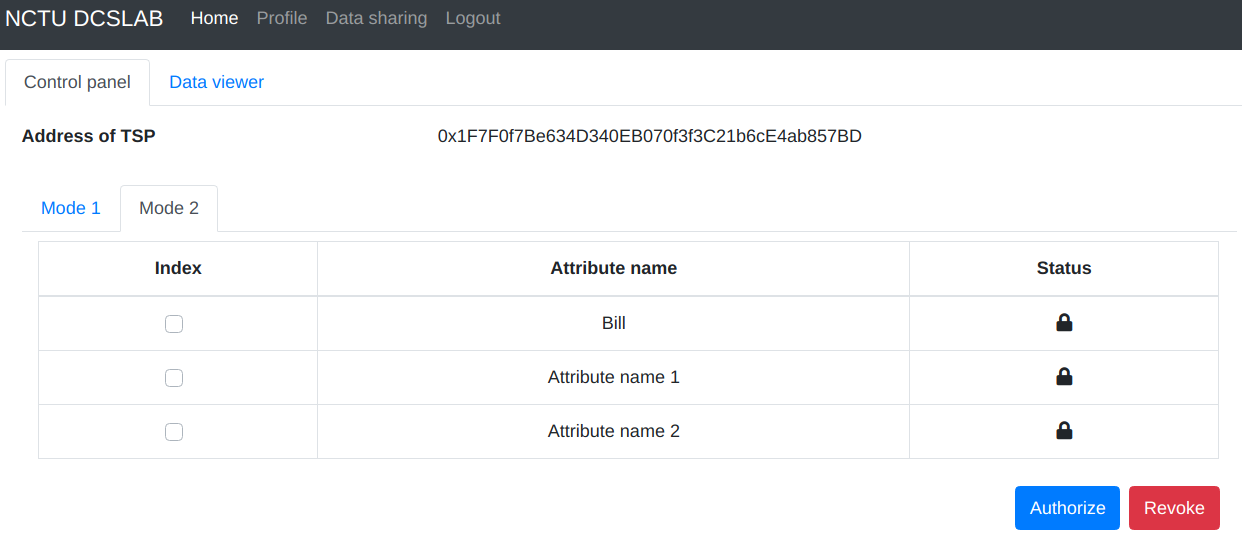 NCTU DCSLAB Home Profile Data sharing Logout
Control panel Data viewer
Address of TSP 0x1F7F0f7Be634D340EB070f3f3C21b6cE4ab857BD
Mode 1 Mode 2
Index Attribute name Status
Bill
Attribute name 1
Attribute name 2
Authorize Revoke